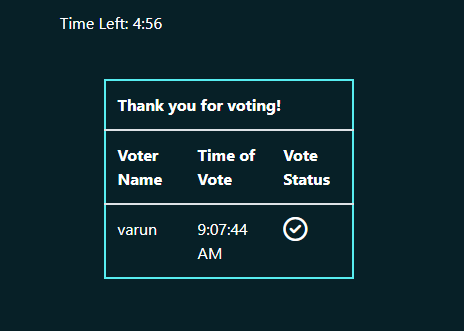 Time Left: 4:56
Thank you for voting!
Voter Name
Time of Vote
Vote Status
varun
9:07:44 AM